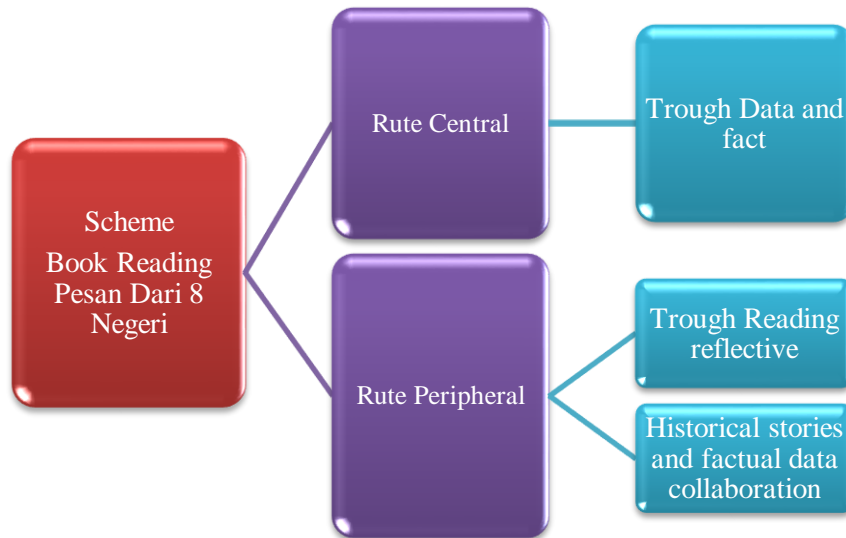 Scheme
Book Reading
Pesan Dari 8
Negeri
Rute Central
Trough Data and
fact
Rute Peripheral
Trough Reading
reflective
Historical stories
and factual data
collaboration